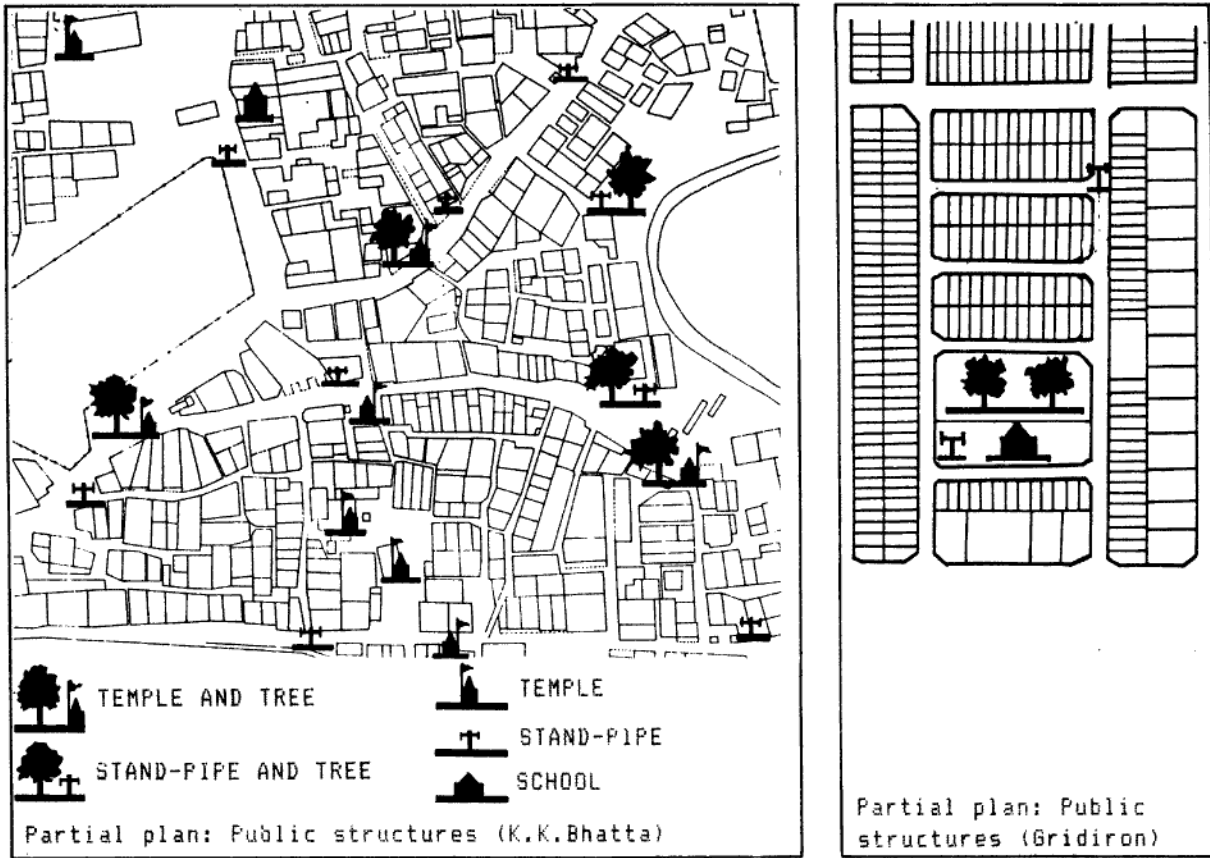 TEMPLE AND TREE
STAND-PIPE AND TREE
TEMPLE
STAND-PIPE
SCHOOL
Partial plan: Public structures (K.K.Bhatta)
Partial plan: Public
structures (Gridiron)